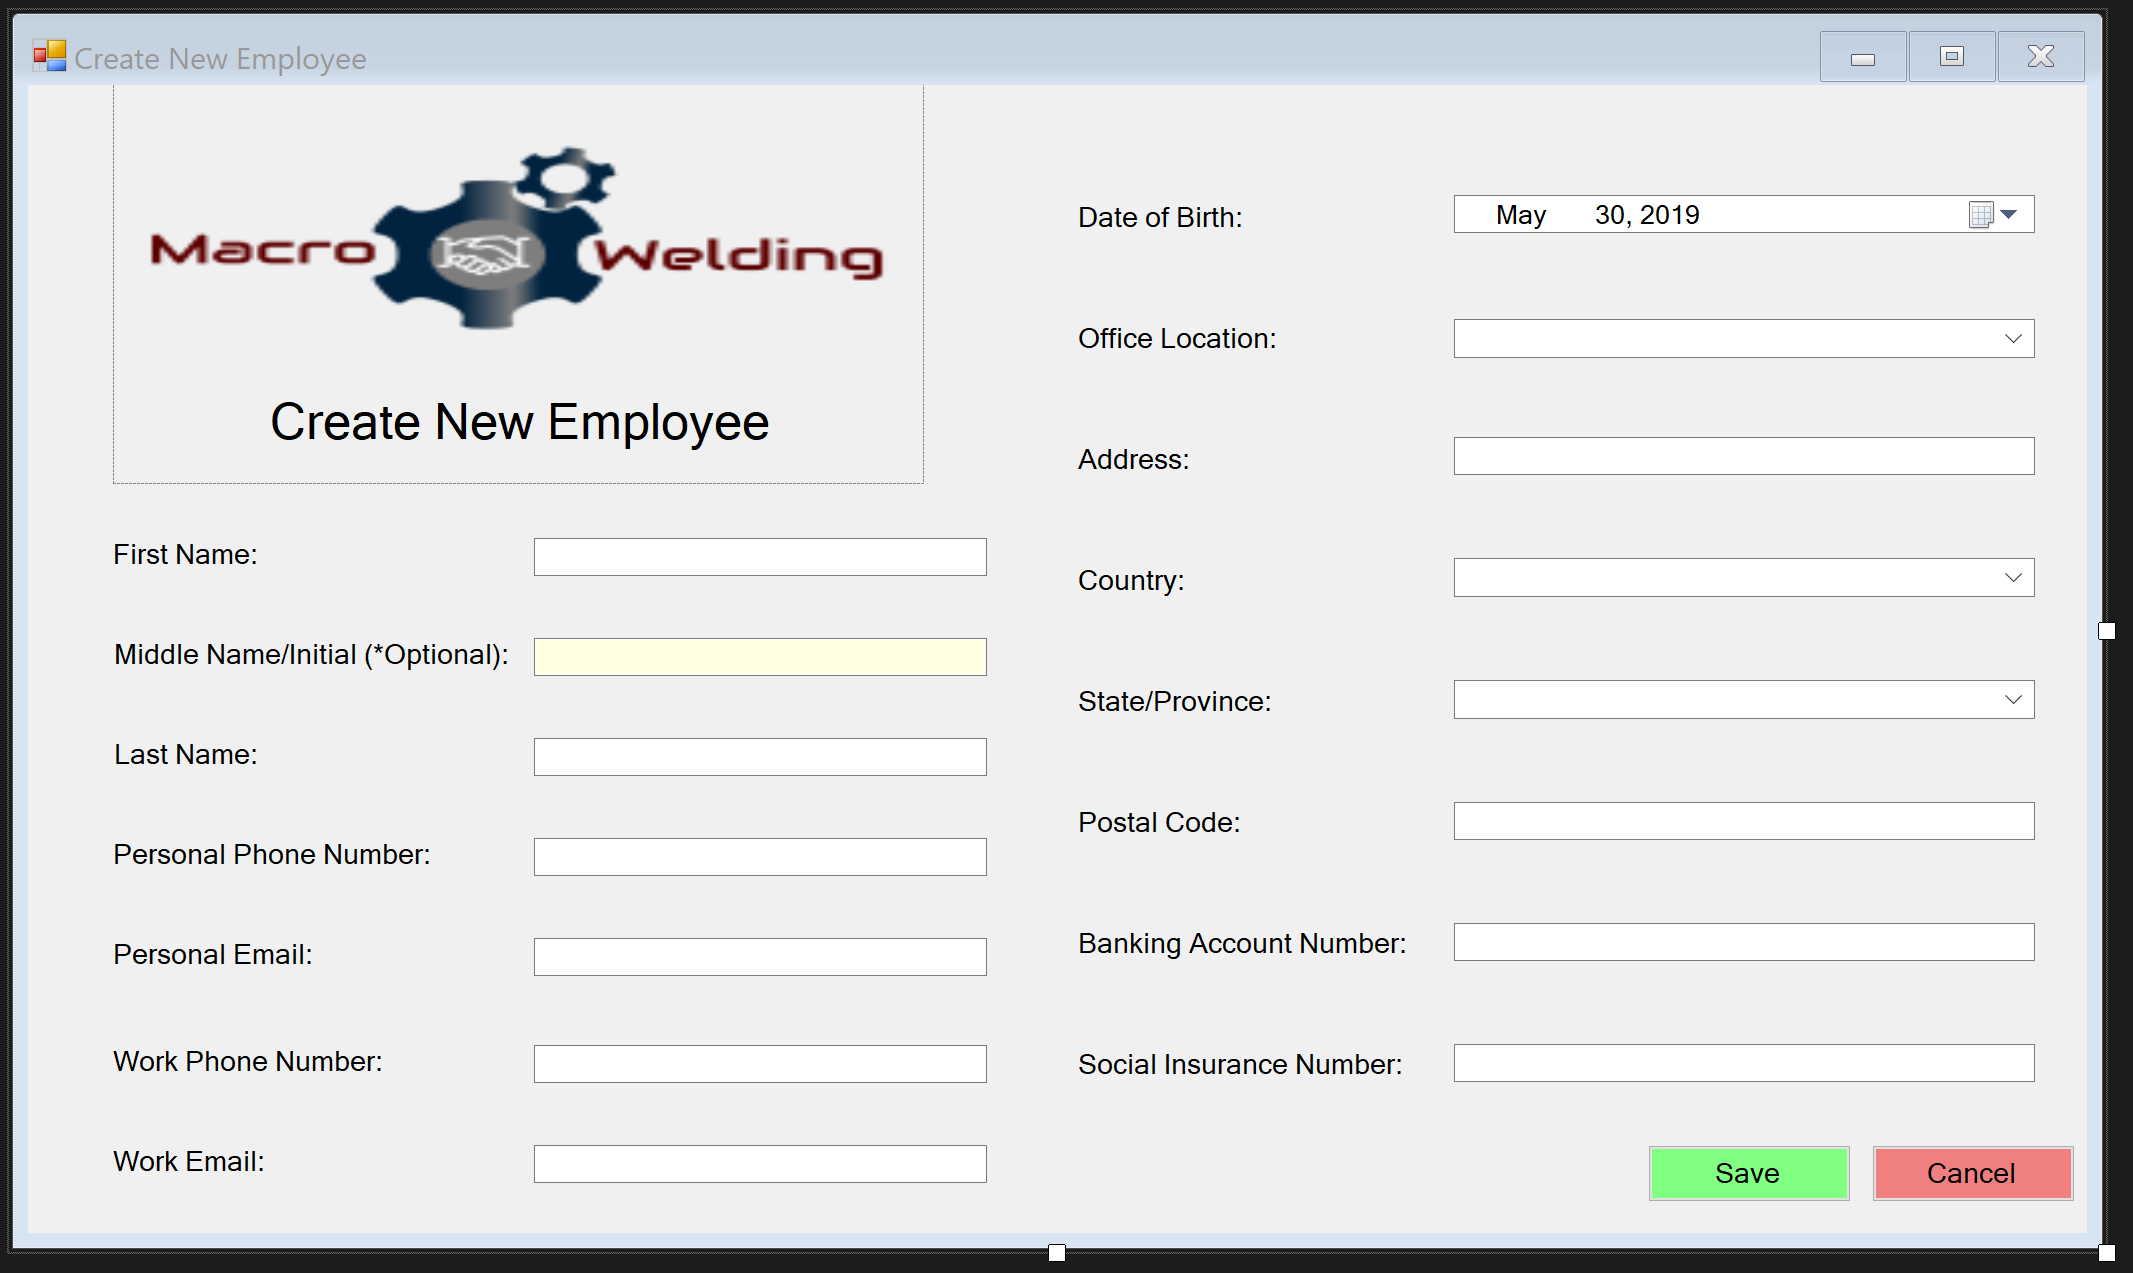 Create New Employee
Macro Welding
Create New Employee
First Name:
Middle Name/Initial (*Optional):
Last Name:
Personal Phone Number:
Personal Email:
Work Phone Number:
Work Email:
Date of Birth: May 30, 2019
Office Location:
Address:
Country:
State/Province:
Postal Code:
Banking Account Number:
Social Insurance Number:
Save Cancel